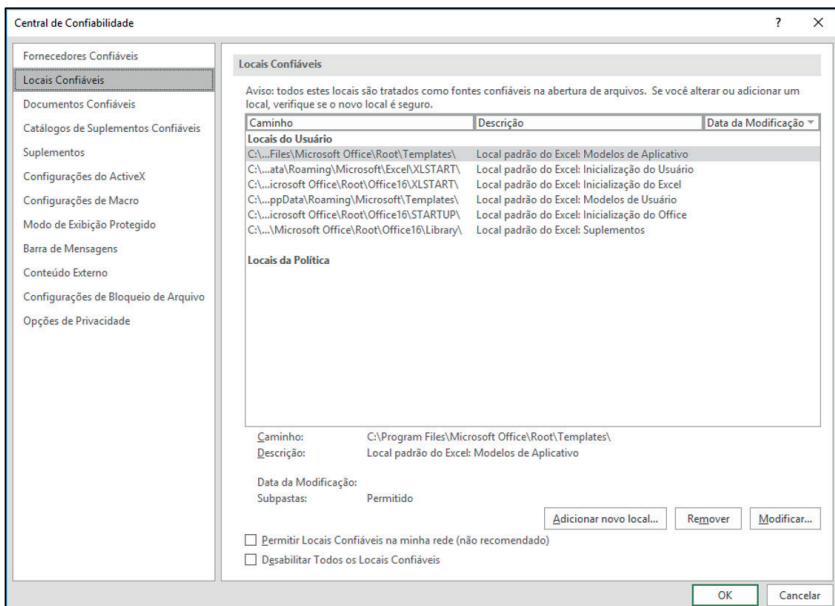 Central de Confiabilidade
?
Fornecedores Confiáveis
Locais Confiáveis
Documentos Confiáveis
Catálogos de Suplementos Confiáveis
Suplementos
Configurações do ActiveX
Configurações de Macro
Modo de Exibição Protegido
Barra de Mensagens
Conteúdo Externo
Configurações de Bloqueio de Arquivo
Opções de Privacidade
Locais Confiáveis
Aviso: todos estes locais são tratados como fontes confiáveis na abertura de arquivos. Se você alterar ou adicionar um
local, verifique se o novo local é seguro.
Caminho Descrição Data da Modificação
Locais do Usuário
C:\...Files\Microsoft Office\Root\Templates\ Local padrão do Excel: Modelos de Aplicativo
C:\...ata\Roaming\Microsoft\Excel\XLSTART\ Local padrão do Excel: Inicialização do Usuário
C:\...icrosoft Office\Root\Office16\XLSTART\ Local padrão do Excel: Inicialização do Excel
C:\...ppData\Roaming\Microsoft\Templates\ Local padrão do Excel: Modelos de Usuário
C:\...icrosoft Office\Root\Office16\STARTUP\ Local padrão do Excel: Inicialização do Office
C:\...\Microsoft Office\Root\Office16\Library\ Local padrão do Excel: Suplementos
Locais da Política
Caminho: C:\Program Files\Microsoft Office\Root\Templates\
Descrição: Local padrão do Excel: Modelos de Aplicativo
Data da Modificação:
Subpastas: Permitido
Adicionar novo local... Remover Modificar...
Permitir Locais Confiáveis na minha rede (não recomendado)
Desabilitar Todos os Locais Confiáveis
OK Cancelar